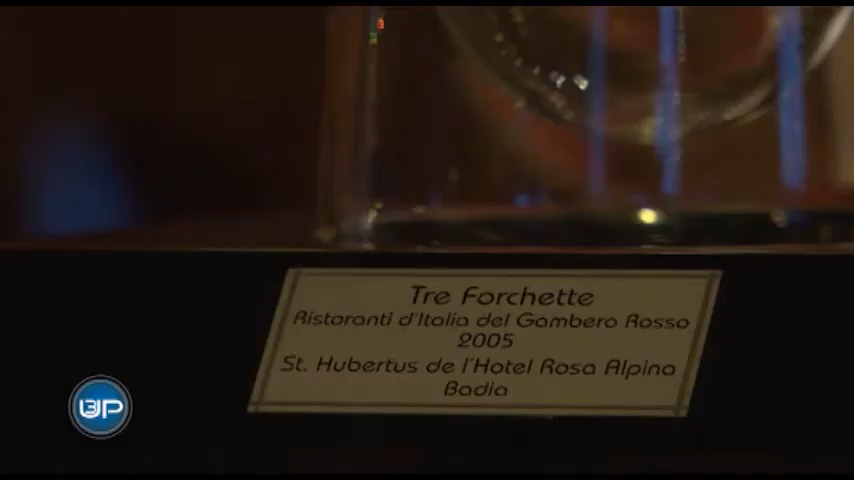 Tre Forchette
Ristoranti d'Italia del Gambero Rosso
2005
St. Hubertus de l'Hotel Rosa Alpina
Badia